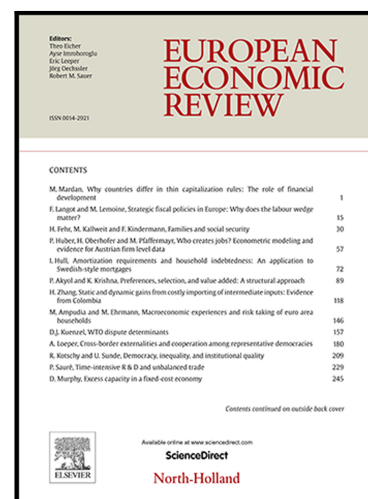 Editors:
Theo Eicher
Ayse Imrohoroglu
Eric Leeper
Jörg Oechssler
Robert M. Sauer
ISSN 0014-2921
EUROPEAN
ECONOMIC
REVIEW
CONTENTS
M. Mardan, Why countries differ in thin capitalization rules: The role of financial
development 1
F. Langot and M. Lemoine, Strategic fiscal policies in Europe: Why does the labour wedge
matter? 15
H. Fehr, M. Kallweit and F. Kindermann, Families and social security 30
P. Huber, H. Oberhofer and M. Pfaffermayr, Who creates jobs? Econometric modeling and
evidence for Austrian firm level data 57
I. Hull, Amortization requirements and household indebtedness: An application to
Swedish-style mortgages 72
P. Akyol and K. Krishna, Preferences, selection, and value added: A structural approach 89
H. Zhang, Static and dynamic gains from costly importing of intermediate inputs: Evidence
from Colombia 118
M. Ampudia and M. Ehrmann, Macroeconomic experiences and risk taking of euro area
households 146
D.J. Kuenzel, WTO dispute determinants 157
A. Loeper, Cross-border externalities and cooperation among representative democracies 180
R. Kotschy and U. Sunde, Democracy, inequality, and institutional quality 209
P. Sauré, Time-intensive R & D and unbalanced trade 229
D. Murphy, Excess capacity in a fixed-cost economy 245
Contents continued on outside back cover
Available online at www.sciencedirect.com
ScienceDirect
ELSEVIER
North-Holland